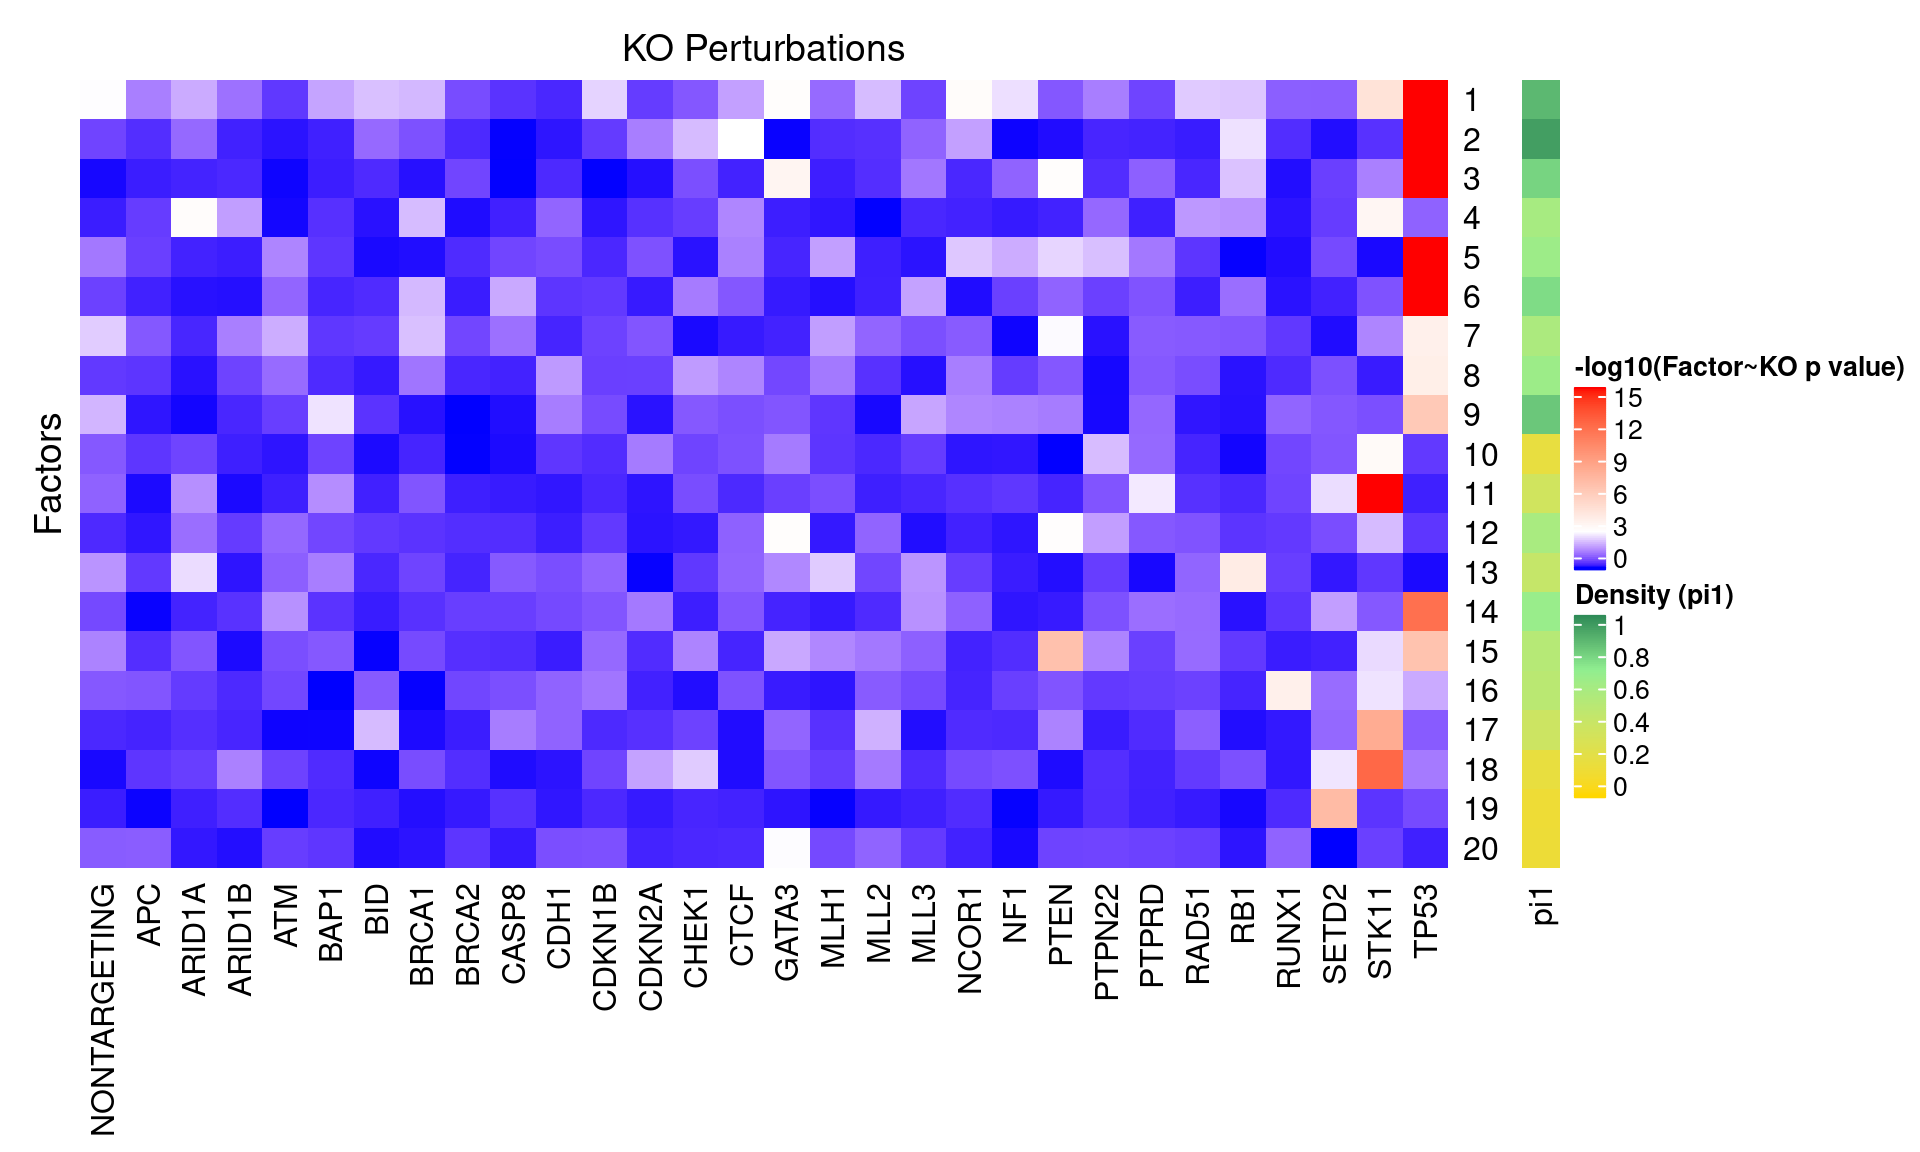 KO Perturbations
Factors
1
2
3
4
5
6
7
8
9
10
11
12
13
14
15
16
17
18
19
20
NONTARGETING
APC
ARID1A
ARID1B
ATM
BAP1
BID
BRCA1
BRCA2
CASP8
CDH1
CDKN1B
CDKN2A
CHEK1
CTCF
GATA3
MLH1
MLL2
MLL3
NCOR1
NF1
PTEN
PTPN22
PTPRD
RAD51
RB1
RUNX1
SETD2
STK11
TP53
pi1
-log10(Factor~KO p value)
15
12
9
6
3
0
Density (pi1)
1
0.8
0.6
0.4
0.2
0